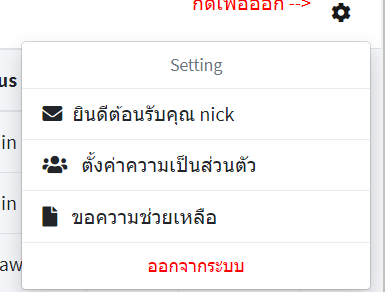 กดเพื่อออก -->
Setting
us
ยินดีต้อนรับคุณ nick
in
ตั้งค่าความเป็นส่วนตัว
in
ขอความช่วยเหลือ
aw
ออกจากระบบ